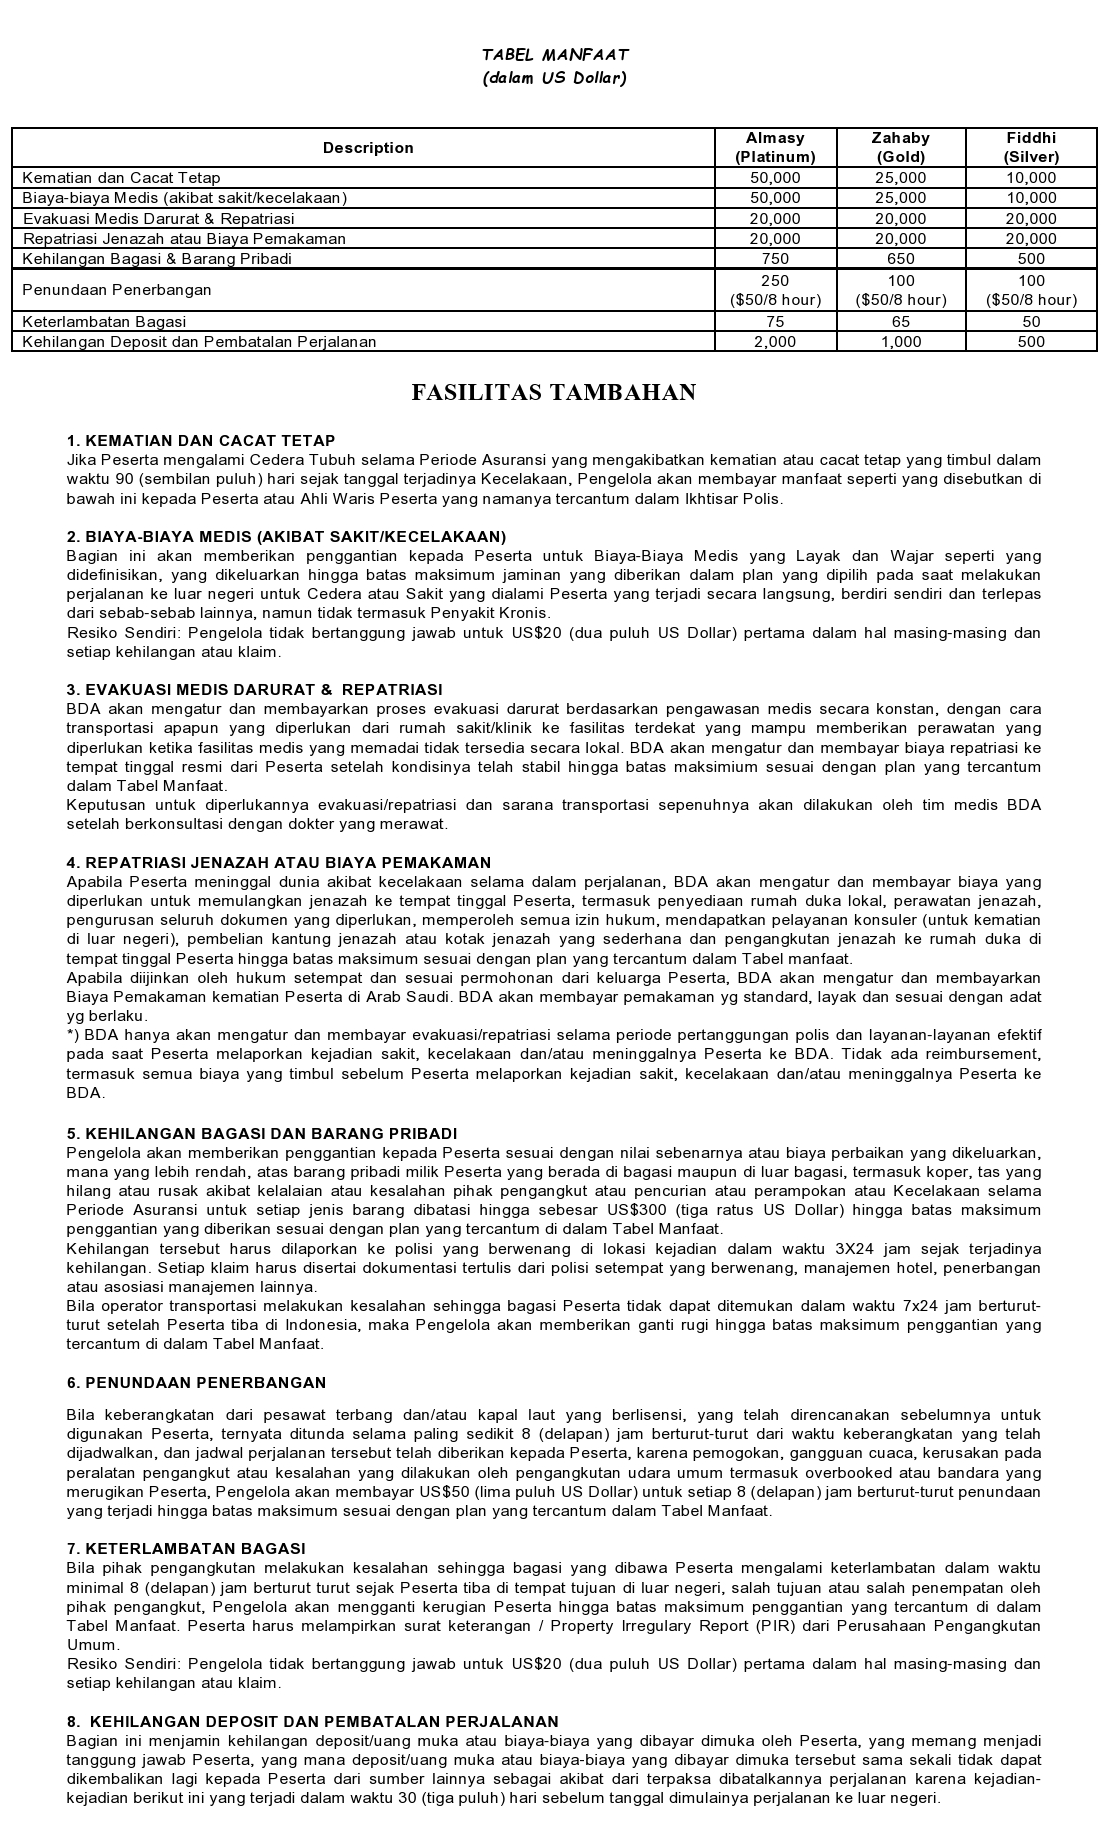 TABEL MANFAAT
(dalam US Dollar)
Description Almasy (Platinum) Zahaby (Gold) Fiddhi (Silver)
Kematian dan Cacat Tetap 50,000 25,000 10,000
Biaya-biaya Medis (akibat sakit/kecelakaan) 50,000 25,000 10,000
Evakuasi Medis Darurat & Repatriasi 20,000 20,000 20,000
Repatriasi Jenazah atau Biaya Pemakaman 20,000 20,000 20,000
Kehilangan Bagasi & Barang Pribadi 750 650 500
Penundaan Penerbangan 250 ($50/8 hour) 100 ($50/8 hour) 100 ($50/8 hour)
Keterlambatan Bagasi 75 65 50
Kehilangan Deposit dan Pembatalan Perjalanan 2,000 1,000 500
FASILITAS TAMBAHAN
1. KEMATIAN DAN CACAT TETAP
Jika Peserta mengalami Cedera Tubuh selama Periode Asuransi yang mengakibatkan kematian atau cacat tetap yang timbul dalam
waktu 90 (sembilan puluh) hari sejak tanggal terjadinya Kecelakaan, Pengelola akan membayar manfaat seperti yang disebutkan di
bawah ini kepada Peserta atau Ahli Waris Peserta yang namanya tercantum dalam Ikhtisar Polis.
2. BIAYA-BIAYA MEDIS (AKIBAT SAKIT/KECELAKAAN)
Bagian ini akan memberikan penggantian kepada Peserta untuk Biaya-Biaya Medis yang Layak dan Wajar seperti yang
didefinisikan, yang dikeluarkan hingga batas maksimum jaminan yang diberikan dalam plan yang dipilih pada saat melakukan
perjalanan ke luar negeri untuk Cedera atau Sakit yang dialami Peserta yang terjadi secara langsung, berdiri sendiri dan terlepas
dari sebab-sebab lainnya, namun tidak termasuk Penyakit Kronis.
Resiko Sendiri: Pengelola tidak bertanggung jawab untuk US$20 (dua puluh US Dollar) pertama dalam hal masing-masing dan
setiap kehilangan atau klaim.
3. EVAKUASI MEDIS DARURAT & REPATRIASI
BDA akan mengatur dan membayarkan proses evakuasi darurat berdasarkan pengawasan medis secara konstan, dengan cara
transportasi apapun yang diperlukan dari rumah sakit/klinik ke fasilitas terdekat yang mampu memberikan perawatan yang
diperlukan ketika fasilitas medis yang memadai tidak tersedia secara lokal. BDA akan mengatur dan membayar biaya repatriasi ke
tempat tinggal resmi dari Peserta setelah kondisinya telah stabil hingga batas maksimium sesuai dengan plan yang tercantum
dalam Tabel Manfaat.
Keputusan untuk diperlukannya evakuasi/repatriasi dan sarana transportasi sepenuhnya akan dilakukan oleh tim medis BDA
setelah berkonsultasi dengan dokter yang merawat.
4. REPATRIASI JENAZAH ATAU BIAYA PEMAKAMAN
Apabila Peserta meninggal dunia akibat kecelakaan selama dalam perjalanan, BDA akan mengatur dan membayar biaya yang
diperlukan untuk memulangkan jenazah ke tempat tinggal Peserta, termasuk penyediaan rumah duka lokal, perawatan jenazah,
pengurusan seluruh dokumen yang diperlukan, memperoleh semua izin hukum, mendapatkan pelayanan konsuler (untuk kematian
di luar negeri), pembelian kantung jenazah atau kotak jenazah yang sederhana dan pengangkutan jenazah ke rumah duka di
tempat tinggal Peserta hingga batas maksimum sesuai dengan plan yang tercantum dalam Tabel manfaat.
Apabila diijinkan oleh hukum setempat dan sesuai permohonan dari keluarga Peserta, BDA akan mengatur dan membayarkan
Biaya Pemakaman kematian Peserta di Arab Saudi. BDA akan membayar pemakaman yg standard, layak dan sesuai dengan adat
yg berlaku.
*) BDA hanya akan mengatur dan membayar evakuasi/repatriasi selama periode pertanggungan polis dan layanan-layanan efektif
pada saat Peserta melaporkan kejadian sakit, kecelakaan dan/atau meninggalnya Peserta ke BDA. Tidak ada reimbursement,
termasuk semua biaya yang timbul sebelum Peserta melaporkan kejadian sakit, kecelakaan dan/atau meninggalnya Peserta ke
BDA.
5. KEHILANGAN BAGASI DAN BARANG PRIBADI
Pengelola akan memberikan penggantian kepada Peserta sesuai dengan nilai sebenarnya atau biaya perbaikan yang dikeluarkan,
mana yang lebih rendah, atas barang pribadi milik Peserta yang berada di bagasi maupun di luar bagasi, termasuk koper, tas yang
hilang atau rusak akibat kelalaian atau kesalahan pihak pengangkut atau pencurian atau perampokan atau Kecelakaan selama
Periode Asuransi untuk setiap jenis barang dibatasi hingga sebesar US$300 (tiga ratus US Dollar) hingga batas maksimum
penggantian yang diberikan sesuai dengan plan yang tercantum di dalam Tabel Manfaat.
Kehilangan tersebut harus dilaporkan ke polisi yang berwenang di lokasi kejadian dalam waktu 3X24 jam sejak terjadinya
kehilangan. Setiap klaim harus disertai dokumentasi tertulis dari polisi setempat yang berwenang, manajemen hotel, penerbangan
atau asosiasi manajemen lainnya.
Bila operator transportasi melakukan kesalahan sehingga bagasi Peserta tidak dapat ditemukan dalam waktu 7x24 jam berturut-
turut setelah Peserta tiba di Indonesia, maka Pengelola akan memberikan ganti rugi hingga batas maksimum penggantian yang
tercantum di dalam Tabel Manfaat.
6. PENUNDAAN PENERBANGAN
Bila keberangkatan dari pesawat terbang dan/atau kapal laut yang berlisensi, yang telah direncanakan sebelumnya untuk
digunakan Peserta, ternyata ditunda selama paling sedikit 8 (delapan) jam berturut-turut dari waktu keberangkatan yang telah
dijadwalkan, dan jadwal perjalanan tersebut telah diberikan kepada Peserta, karena pemogokan, gangguan cuaca, kerusakan pada
peralatan pengangkut atau kesalahan yang dilakukan oleh pengangkutan udara umum termasuk overbooked atau bandara yang
merugikan Peserta, Pengelola akan membayar US$50 (lima puluh US Dollar) untuk setiap 8 (delapan) jam berturut-turut penundaan
yang terjadi hingga batas maksimum sesuai dengan plan yang tercantum dalam Tabel Manfaat.
7. KETERLAMBATAN BAGASI
Bila pihak pengangkutan melakukan kesalahan sehingga bagasi yang dibawa Peserta mengalami keterlambatan dalam waktu
minimal 8 (delapan) jam berturut turut sejak Peserta tiba di tempat tujuan di luar negeri, salah tujuan atau salah penempatan oleh
pihak pengangkut, Pengelola akan mengganti kerugian Peserta hingga batas maksimum penggantian yang tercantum di dalam
Tabel Manfaat. Peserta harus melampirkan surat keterangan / Property Irregulary Report (PIR) dari Perusahaan Pengangkutan
Umum.
Resiko Sendiri: Pengelola tidak bertanggung jawab untuk US$20 (dua puluh US Dollar) pertama dalam hal masing-masing dan
setiap kehilangan atau klaim.
8. KEHILANGAN DEPOSIT DAN PEMBATALAN PERJALANAN
Bagian ini menjamin kehilangan deposit/uang muka atau biaya-biaya yang dibayar dimuka oleh Peserta, yang memang menjadi
tanggung jawab Peserta, yang mana deposit/uang muka atau biaya-biaya yang dibayar dimuka tersebut sama sekali tidak dapat
dikembalikan lagi kepada Peserta dari sumber lainnya sebagai akibat dari terpaksa dibatalkannya perjalanan karena kejadian-
kejadian berikut ini yang terjadi dalam waktu 30 (tiga puluh) hari sebelum tanggal dimulainya perjalanan ke luar negeri.